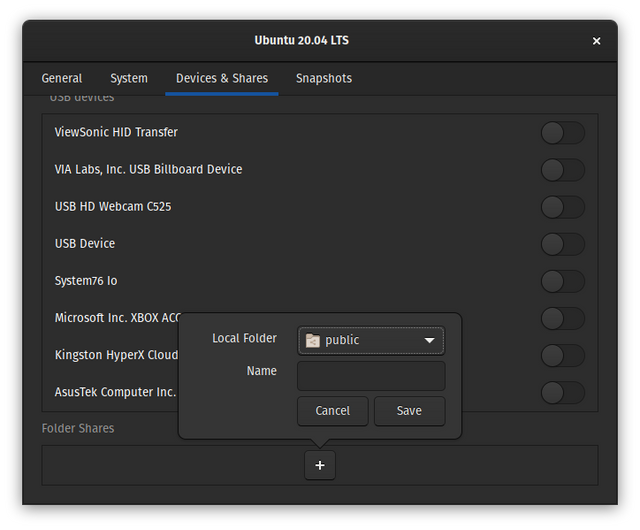 Ubuntu 20.04 LTS
General System Devices & Shares Snapshots
USB devices
ViewSonic HID Transfer
VIA Labs, Inc. USB Billboard Device
USB HD Webcam C525
USB Device
System76 Io
Microsoft Inc. XBOX ACC
Local Folder public
Kingston HyperX Cloud
Name
AsusTek Computer Inc.
Cancel Save
Folder Shares
+